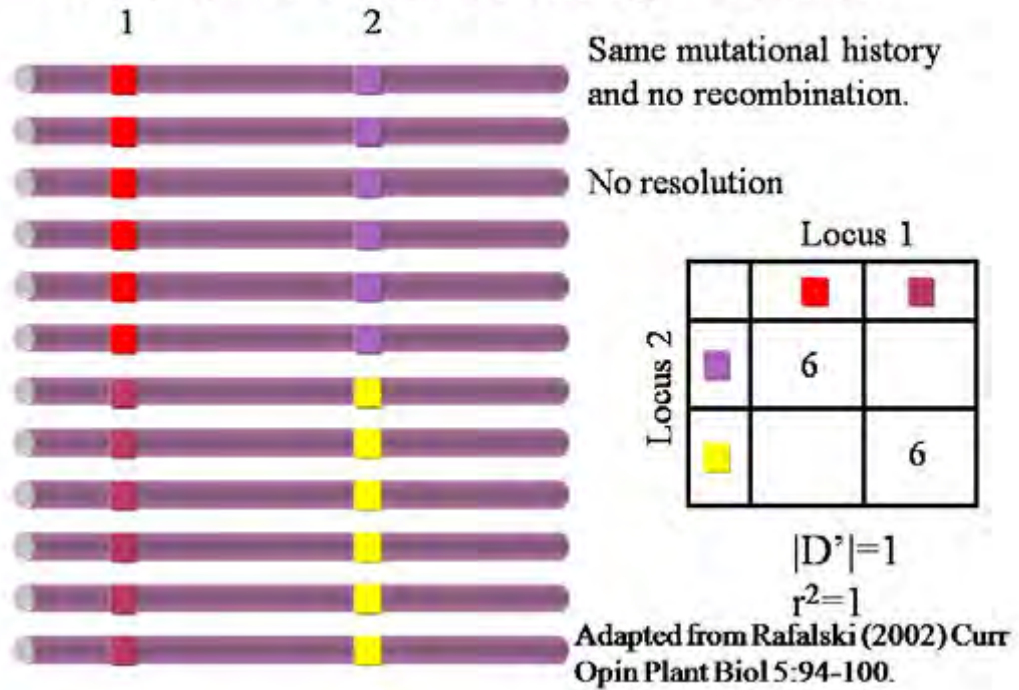 1 2
Same mutational history
and no recombination.
No resolution
Locus 1
Locus 2
6
6
|D’|=1
r²=1
Adapted from Rafalski (2002) Curr
Opin Plant Biol 5:94-100.